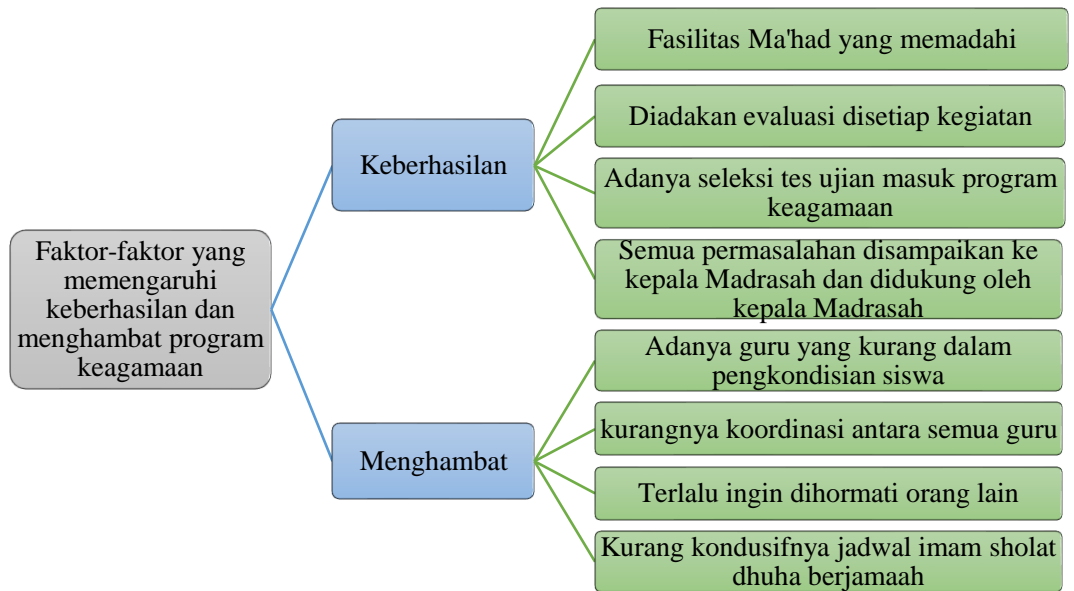 Faktor-faktor yang
memengaruhi
keberhasilan dan
menghambat program
keagamaan
Keberhasilan
Fasilitas Ma'had yang memadahi
Diadakan evaluasi disetiap kegiatan
Adanya seleksi tes ujian masuk program
keagamaan
Semua permasalahan disampaikan ke
kepala Madrasah dan didukung oleh
kepala Madrasah
Menghambat
Adanya guru yang kurang dalam
pengkondisian siswa
kurangnya koordinasi antara semua guru
Terlalu ingin dihormati orang lain
Kurang kondusifnya jadwal imam sholat
dhuha berjamaah